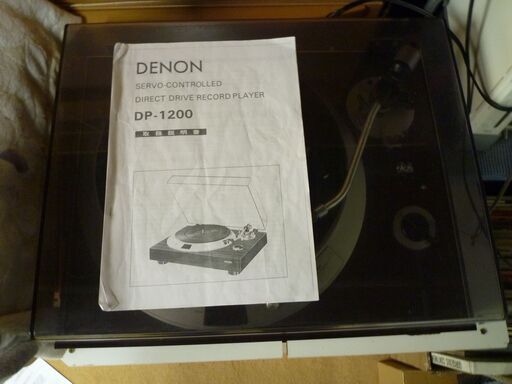 DENON
SERVO-CONTROLLED
DIRECT DRIVE RECORD PLAYER
DP-1200
取扱説明書